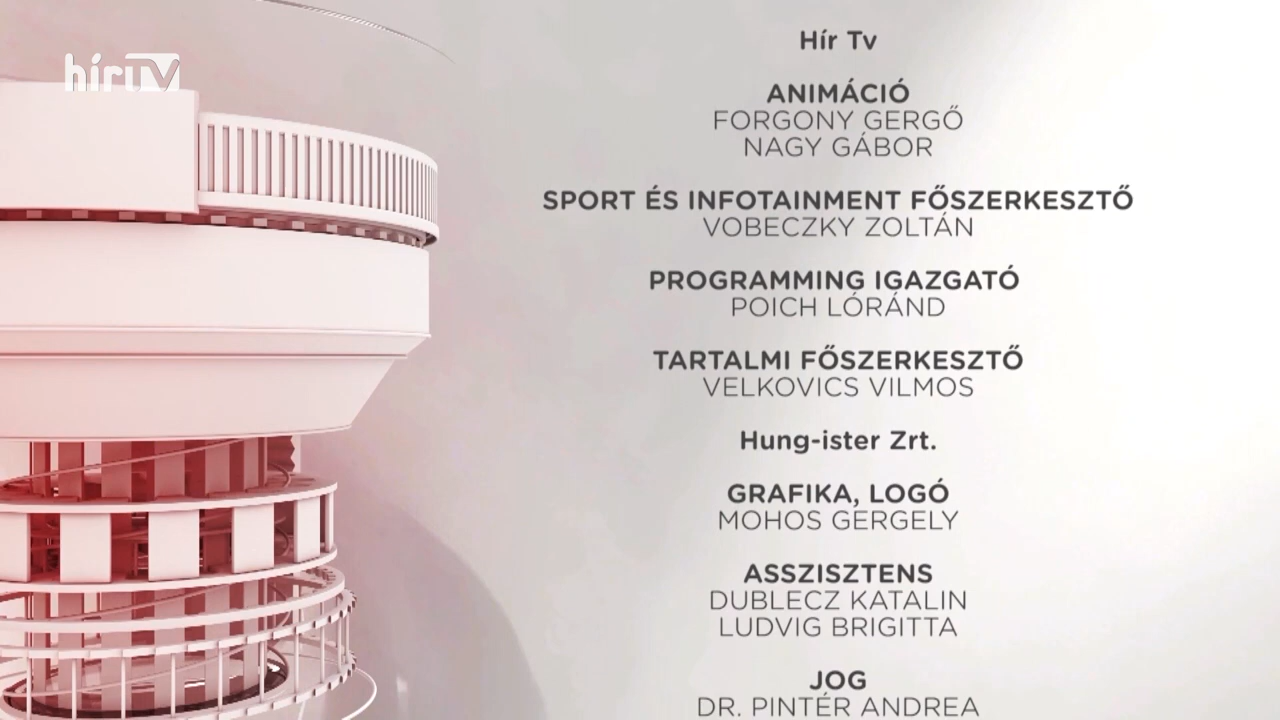 hírtv
Hír Tv
ANIMÁCIÓ
FORGONY GERGŐ
NAGY GÁBOR
SPORT ÉS INFOTAINMENT FŐSZERKESZTŐ
VOBECZKY ZOLTÁN
PROGRAMMING IGAZGATÓ
POICH LÓRÁND
TARTALMI FŐSZERKESZTŐ
VELKOVICS VILMOS
Hung-ister Zrt.
GRAFIKA, LOGÓ
MOHOS GERGELY
ASSZISZTENS
DUBLECZ KATALIN
LUDVIG BRIGITTA
JOG
DR. PINTÉR ANDREA